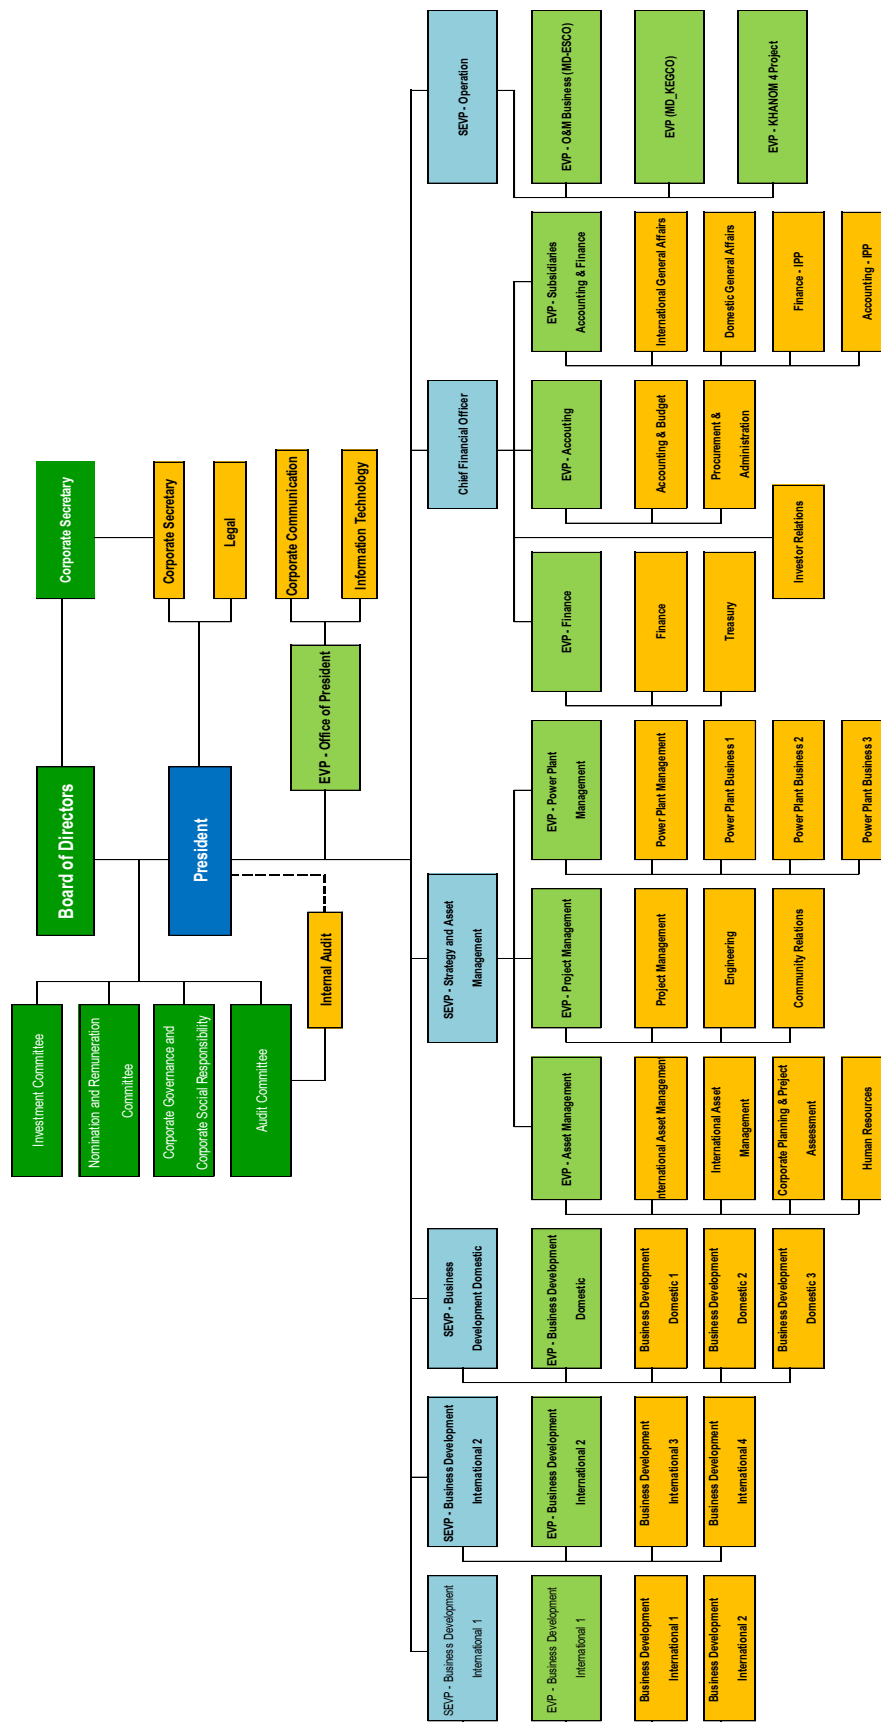 Board of Directors
Corporate Secretary
Investment Committee
Nomination and Remuneration
Committee
Corporate Governance and
Corporate Social Responsibility
Audit Committee
President
Corporate Secretary
Legal
Internal Audit
EVP - Office of President
Corporate Communication
Information Technology
SEVP - Business Development
International 1
EVP - Business Development
International 1
Business Development
International 1
Business Development
International 2
SEVP - Business Development
International 2
EVP - Business Development
International 2
Business Development
International 3
Business Development
International 4
SEVP - Business
Development Domestic
EVP - Business Development
Domestic
Business Development
Domestic 1
Business Development
Domestic 2
Business Development
Domestic 3
SEVP - Strategy and Asset
Management
EVP - Asset Management
nternational Asset Management
International Asset
Management
Corporate Planning & Preject
Assessment
Human Resources
EVP - Project Management
Project Management
Engineering
Community Relations
EVP - Power Plant
Management
Power Plant Management
Power Plant Business 1
Power Plant Business 2
Power Plant Business 3
Chief Financial Officer
EVP - Finance
Finance
Treasury
Investor Relations
EVP - Accouting
Accounting & Budget
Procurement &
Administration
EVP - Subsidiaries
Accounting & Finance
International General Affairs
Domestic General Affairs
Finance - IPP
Accounting - IPP
SEVP - Operation
EVP - O&M Business (MD-ESCO)
EVP (MD_KEGCO)
EVP - KHANOM 4 Project